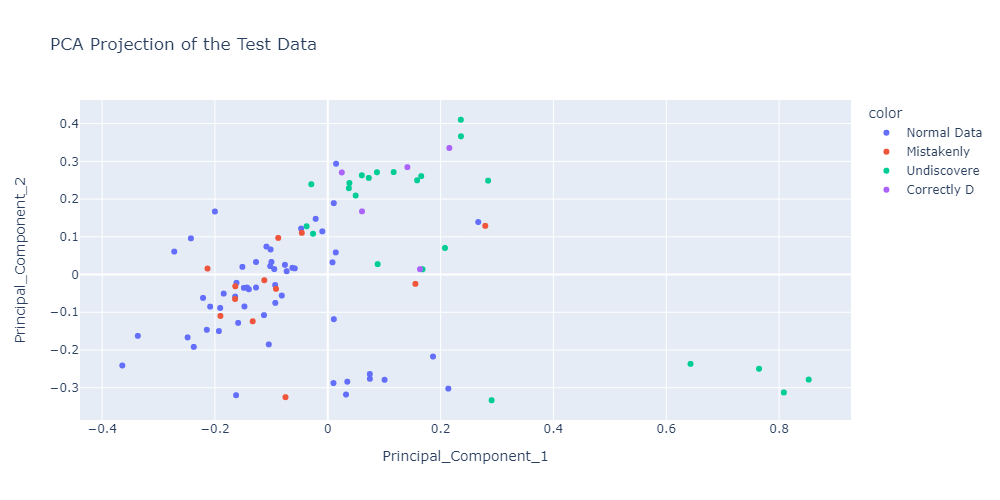 PCA Projection of the Test Data
color
Normal Data
Mistakenly
Undiscovere
Correctly D
Principal_Component_2
0.4
0.3
0.2
0.1
0
−0.1
−0.2
−0.3
−0.4
−0.2
0
0.2
0.4
0.6
0.8
Principal_Component_1